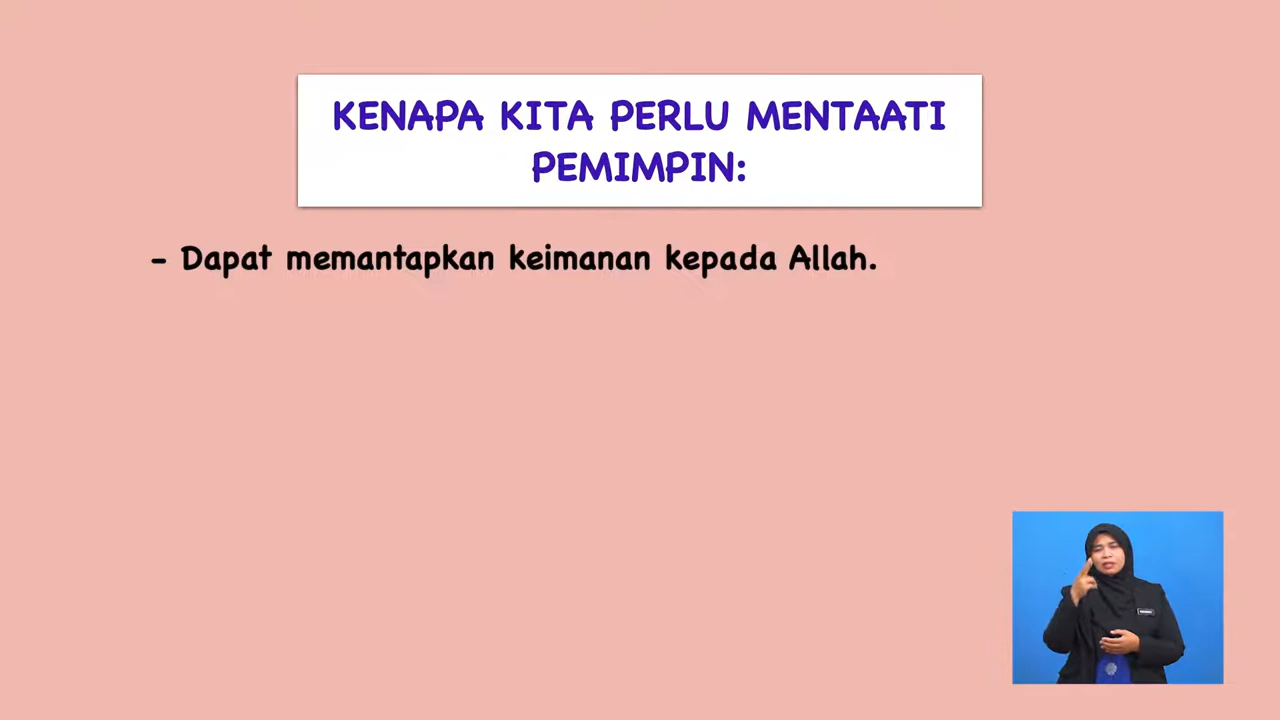 KENAPA KITA PERLU MENTAATI
PEMIMPIN:
- Dapat memantapkan keimanan kepada Allah.